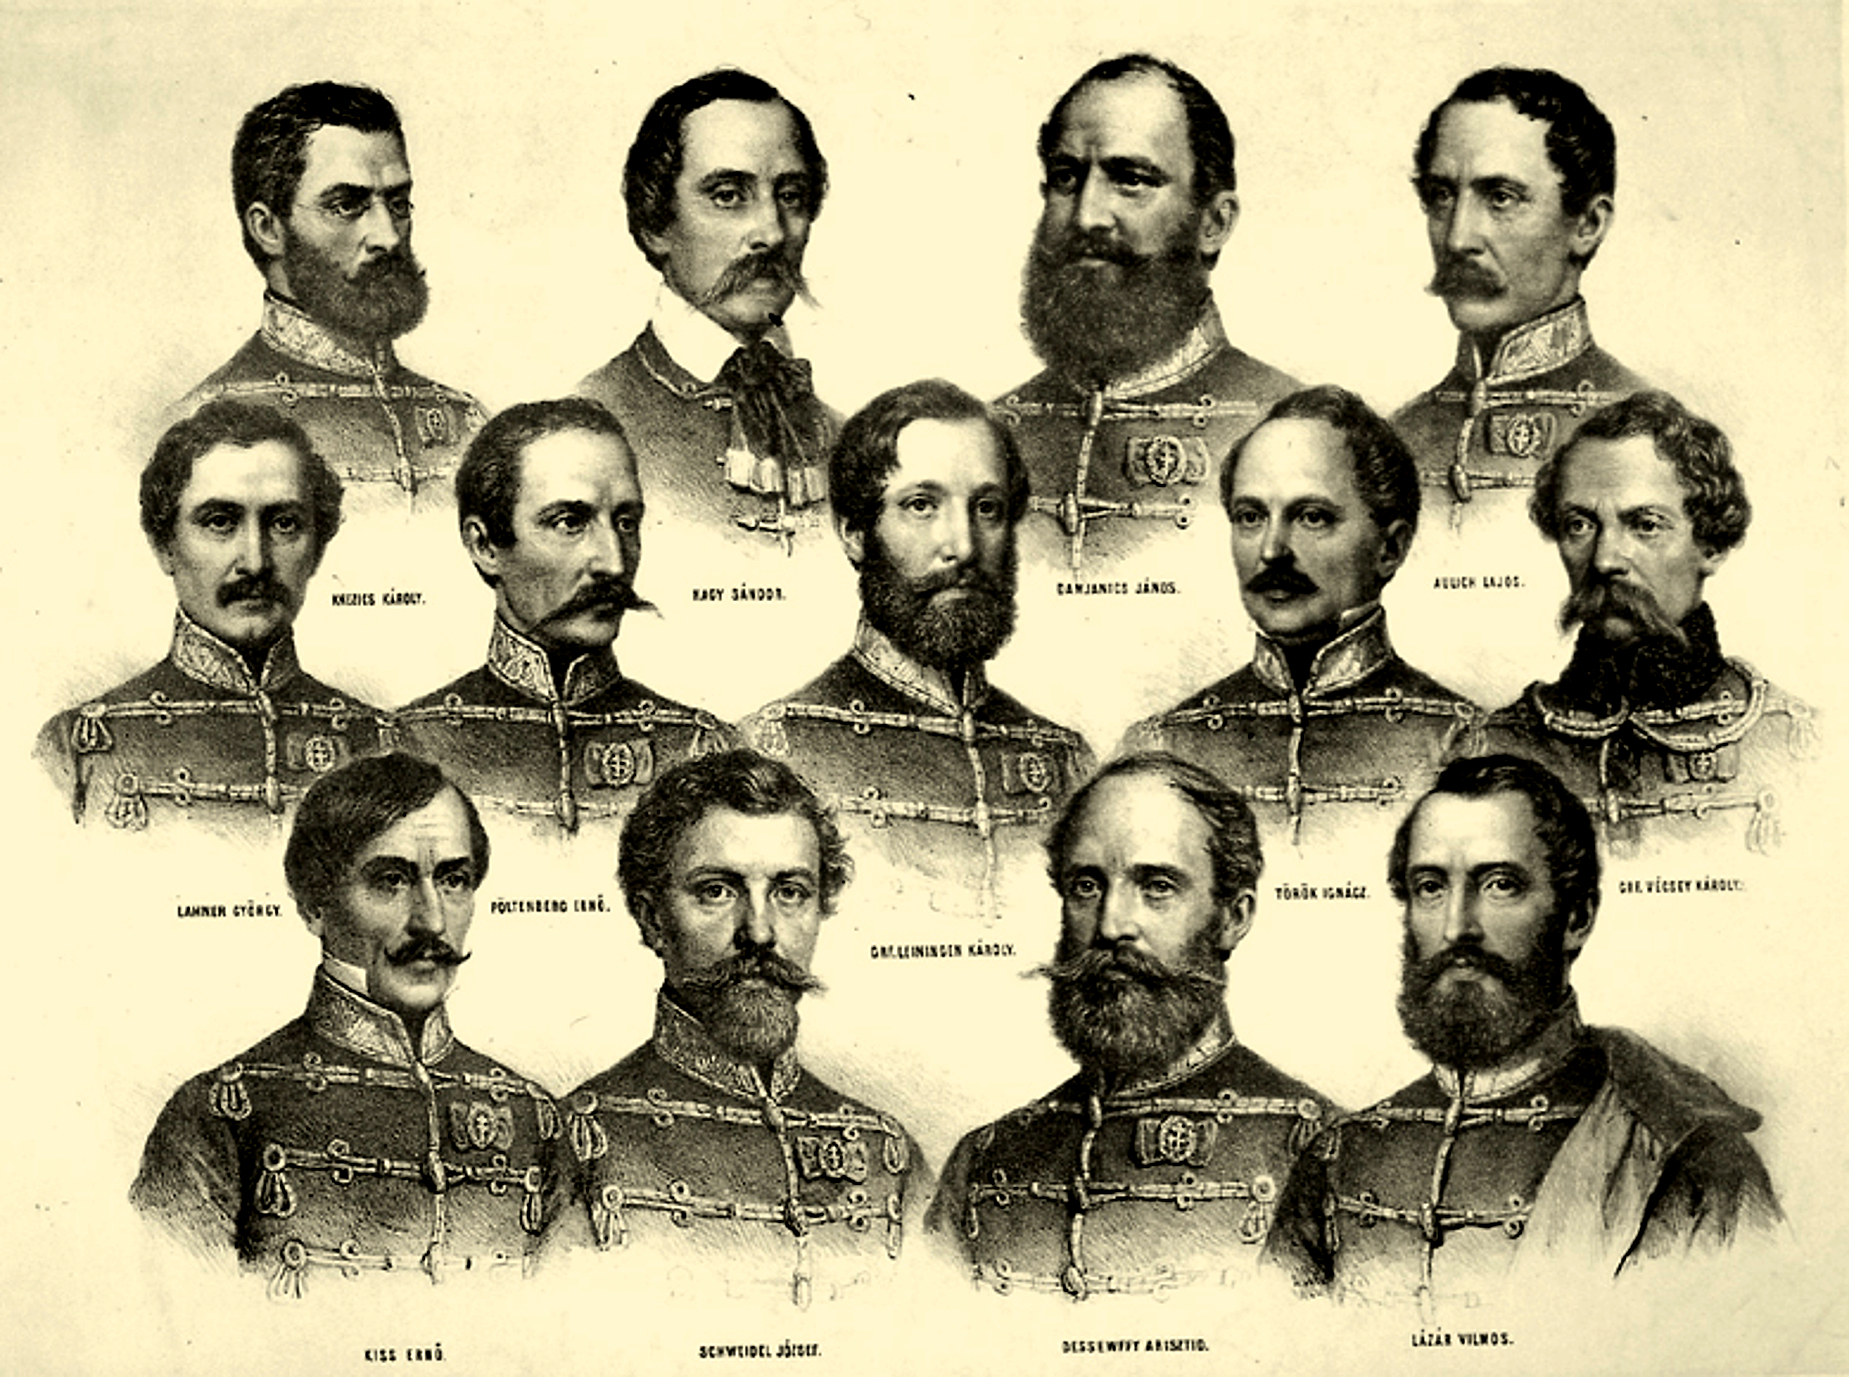 KNEZICS KÁROLY.
NAGY SÁNDOR.
DAMJANICS JÁNOS.
AULICH LAJOS.
LAHNER GYÖRGY.
PÖLTENBERG ERNŐ.
GRF. LEININGEN KÁROLY.
TÖRÖK IGNÁCZ.
GRF. VÉCSEY KÁROLY.
KISS ERNŐ.
SCHWEIDEL JÓZSEF.
DESSEWFFY ARISZTID.
LÁZÁR VILMOS.